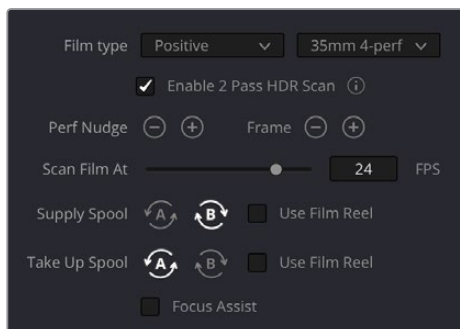 Film type Positive 35mm 4-perf
Enable 2 Pass HDR Scan i
Perf Nudge Frame
Scan Film At 24 FPS
Supply Spool A B Use Film Reel
Take Up Spool A B Use Film Reel
Focus Assist